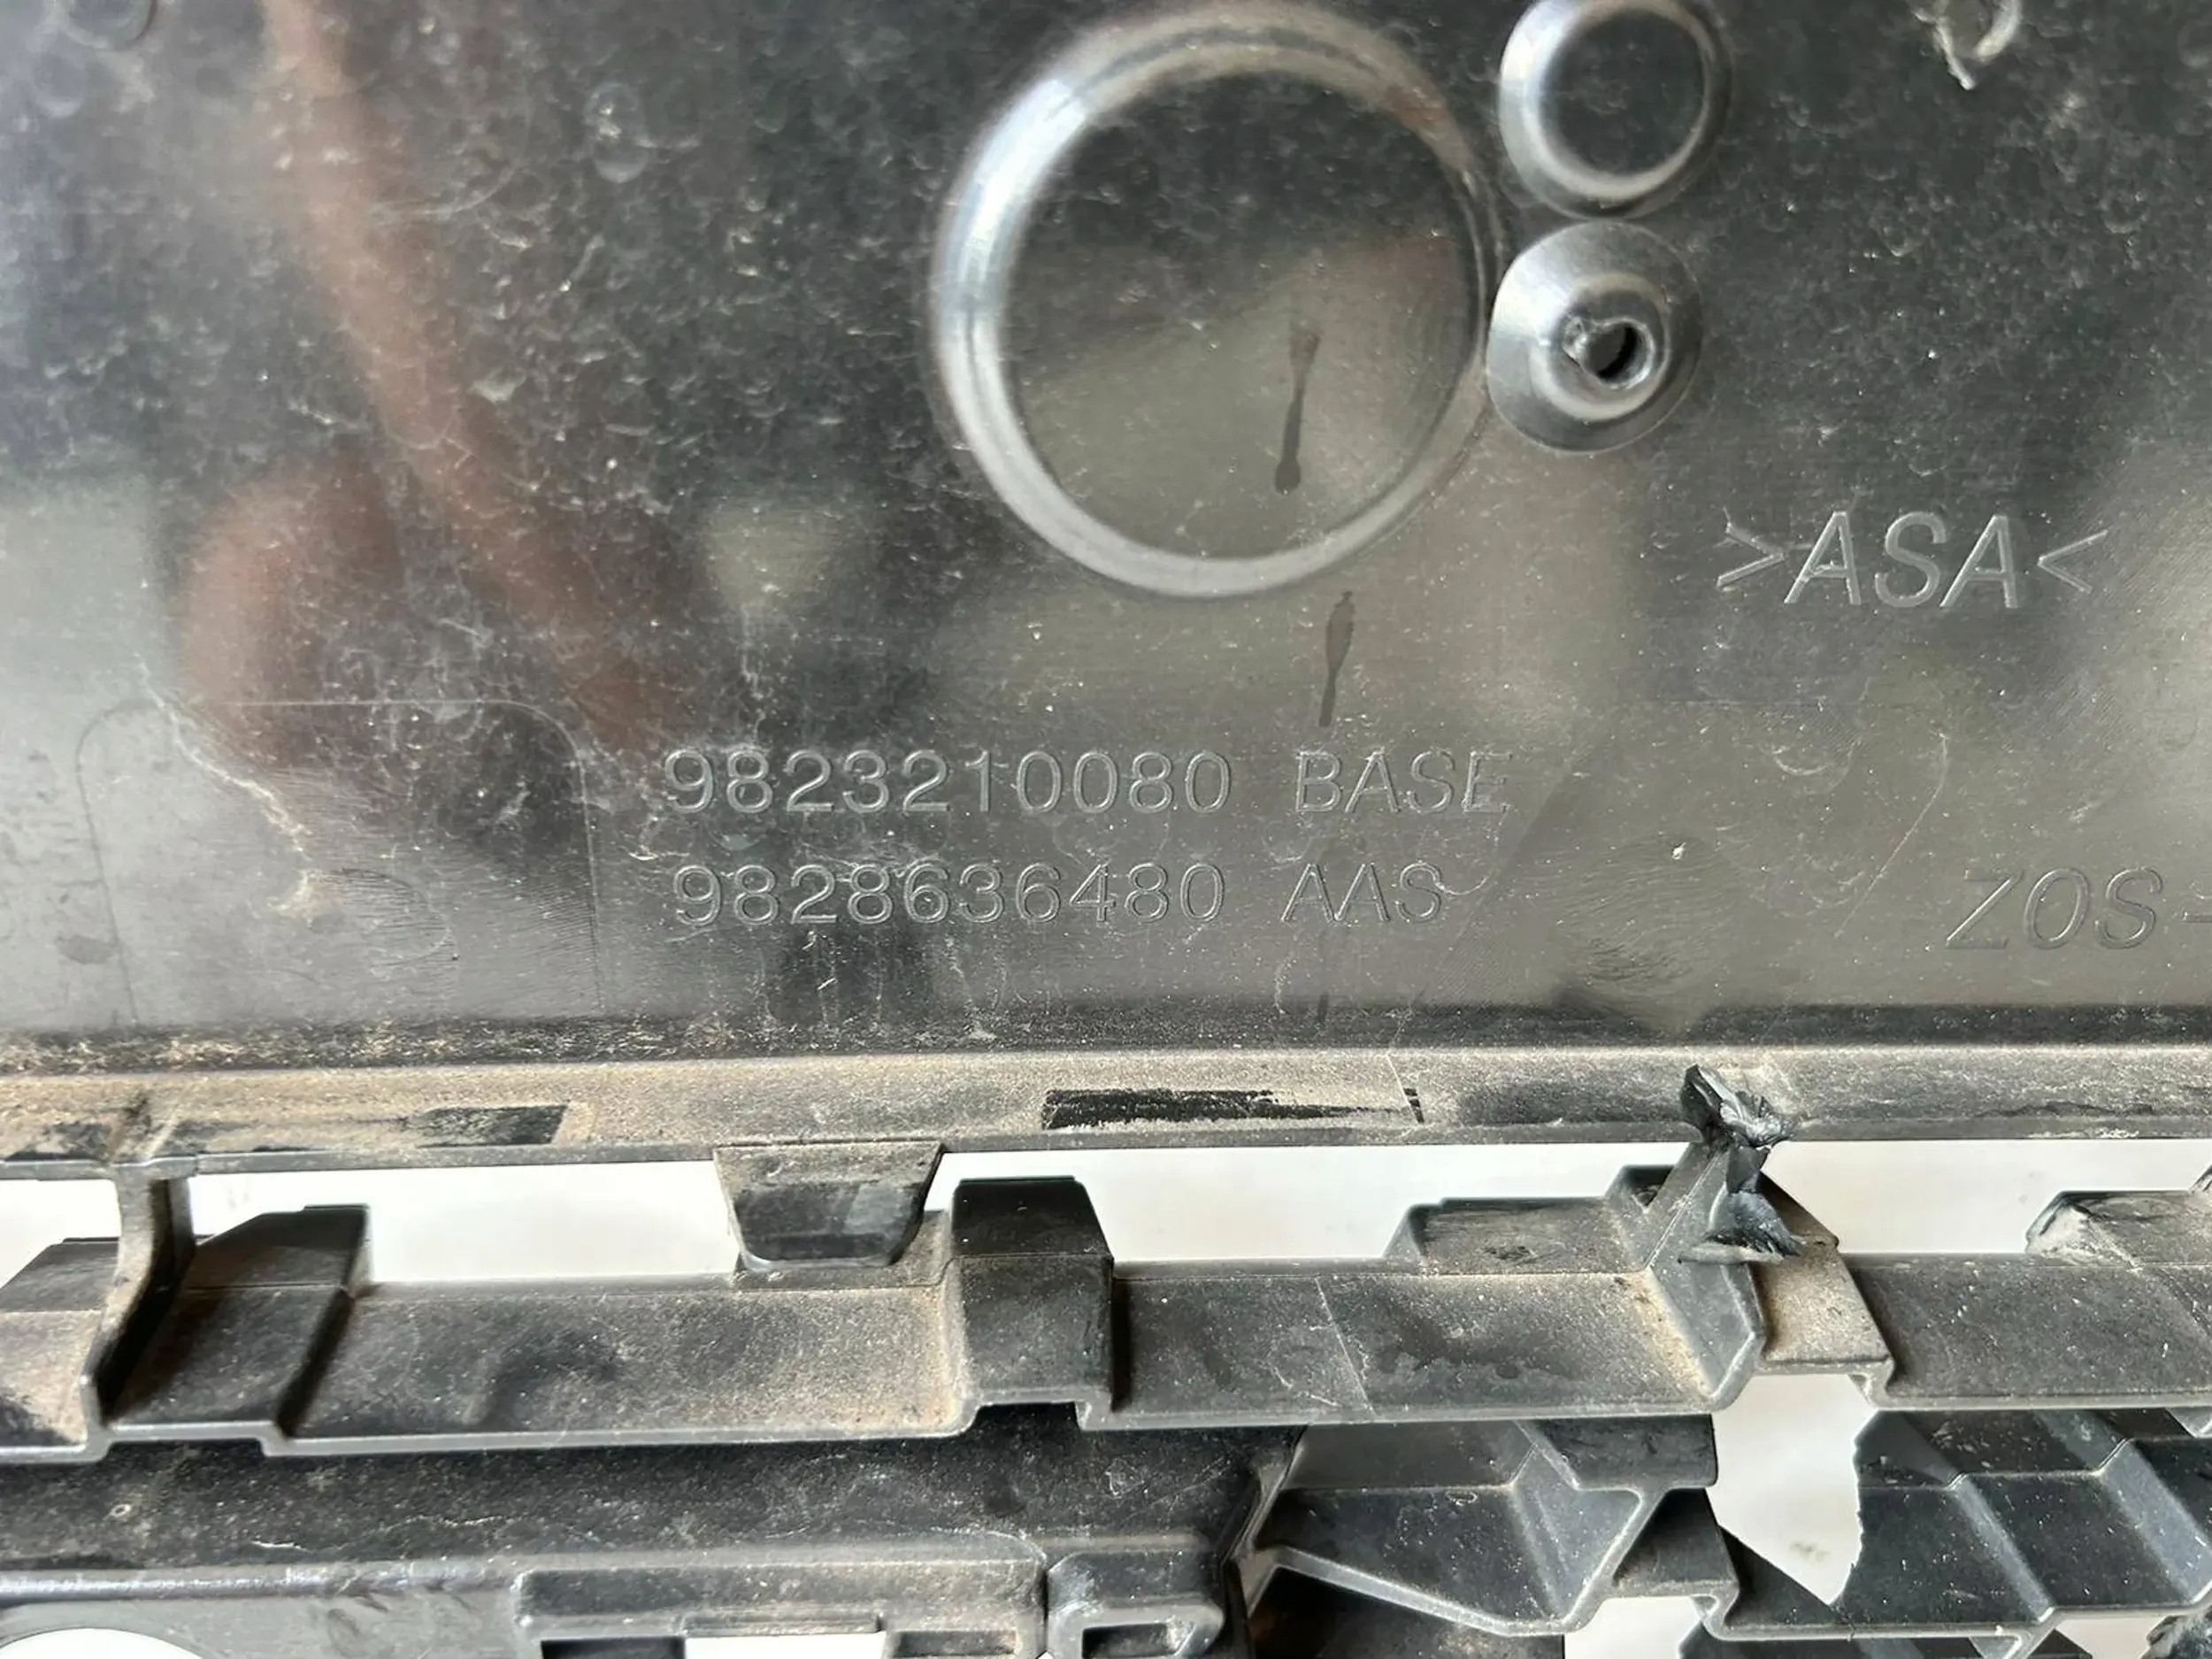 >ASA<
9823210080 BASE
9828636480 AAS
ZOS-